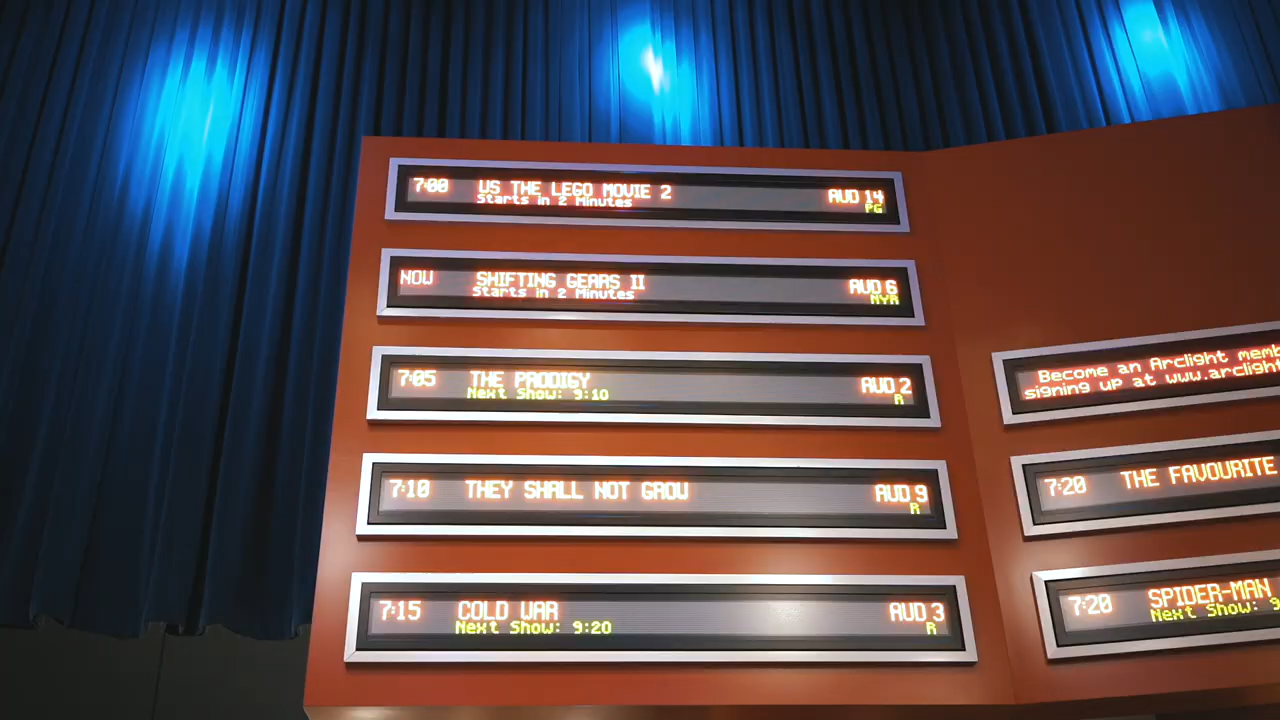 7:00 US THE LEGO MOVIE 2 AUD 14
Starts in 2 Minutes PG
NOW SHIFTING GEARS II AUD 6
Starts in 2 Minutes NYR
7:05 THE PRODIGY AUD 2
Next Show: 9:10 R
7:10 THEY SHALL NOT GROW AUD 9
R
7:15 COLD WAR AUD 3
Next Show: 9:20 R
Become an Arclight memb
signing up at www.arclight
7:20 THE FAVOURITE
7:20 SPIDER-MAN
Next Show: 9